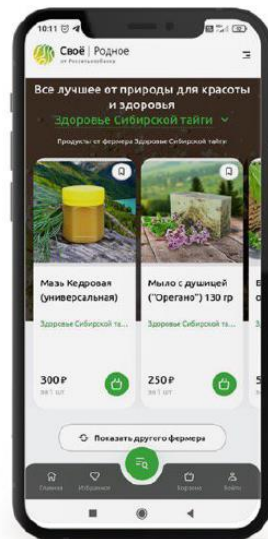 10:11
Своё | Родное
от Россельхозбанка
Все лучшее от природы для красоты
и здоровья
Здоровье Сибирской тайги
Продукты от фермера Здоровье Сибирской тайги
Мазь Кедровая
(универсальная)
Здоровье Сибирской та...
300 ₽
за 1 шт
Мыло с душицей
("Орегано") 130 гр
Здоровье Сибирской та...
250 ₽
за 1 шт
Показать другого фермера
Главная
Избранное
Корзина
Войти